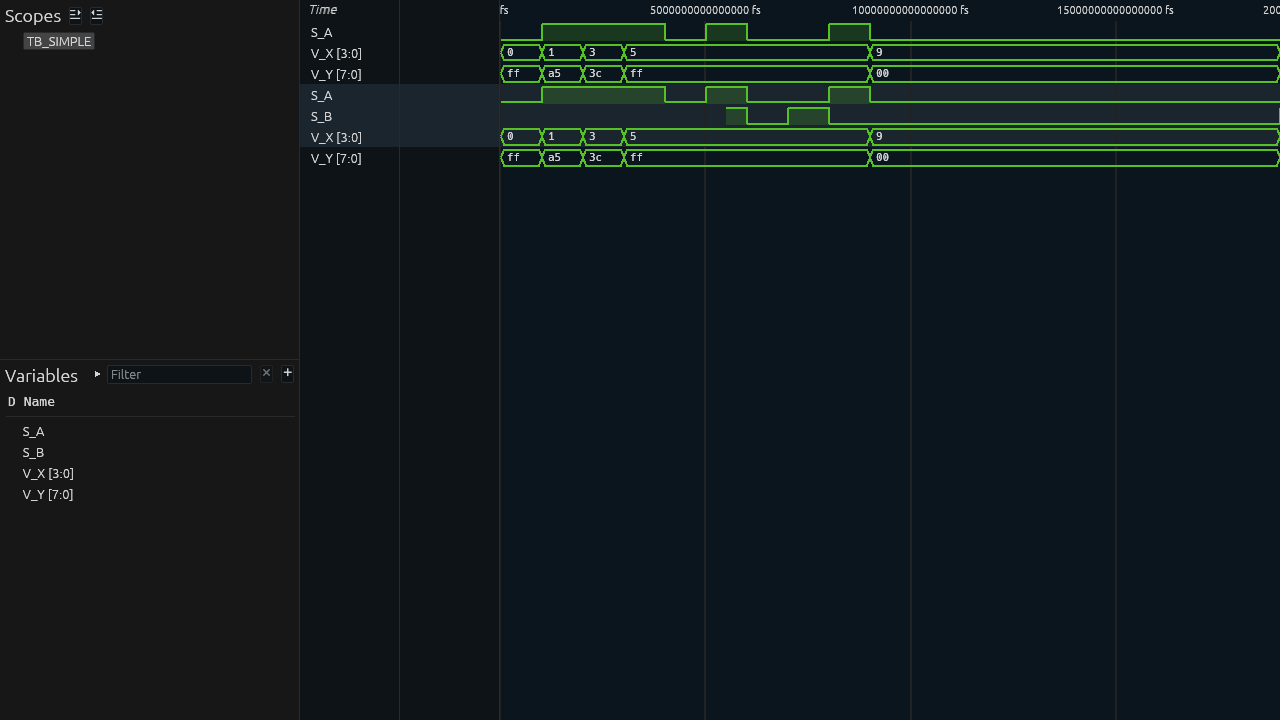 Scopes
TB_SIMPLE
Variables Filter × +
D Name
S_A
S_B
V_X [3:0]
V_Y [7:0]
Time fs 5000000000000000 fs 10000000000000000 fs 15000000000000000 fs 200
S_A
V_X [3:0] 0 1 3 5 9
V_Y [7:0] ff a5 3c ff 00
S_A
S_B
V_X [3:0] 0 1 3 5 9
V_Y [7:0] ff a5 3c ff 00